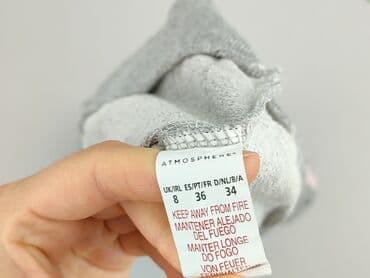 ATMOSPHERE
UK/IRL ES/PT/FR D/NL/B/A
8 36 34
KEEP AWAY FROM FIRE
MANTENER ALEJADO
DEL FUEGO
MANTER LONGE
DO FOGO
VON FEUER